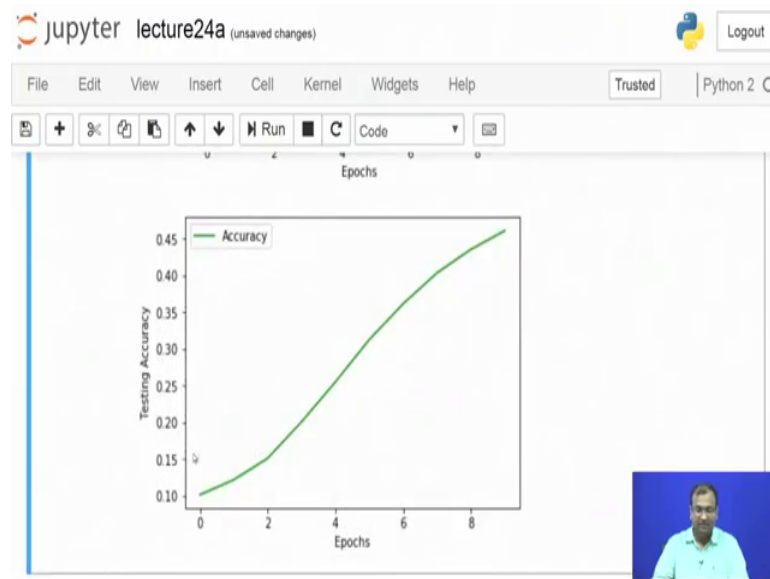 jupyter lecture24a (unsaved changes) Logout
File Edit View Insert Cell Kernel Widgets Help Trusted Python 2
Run Code
0 2 4 6 8
Epochs
Accuracy
0.45
0.40
0.35
0.30
0.25
0.20
0.15
0.10
Testing Accuracy
0 2 4 6 8
Epochs